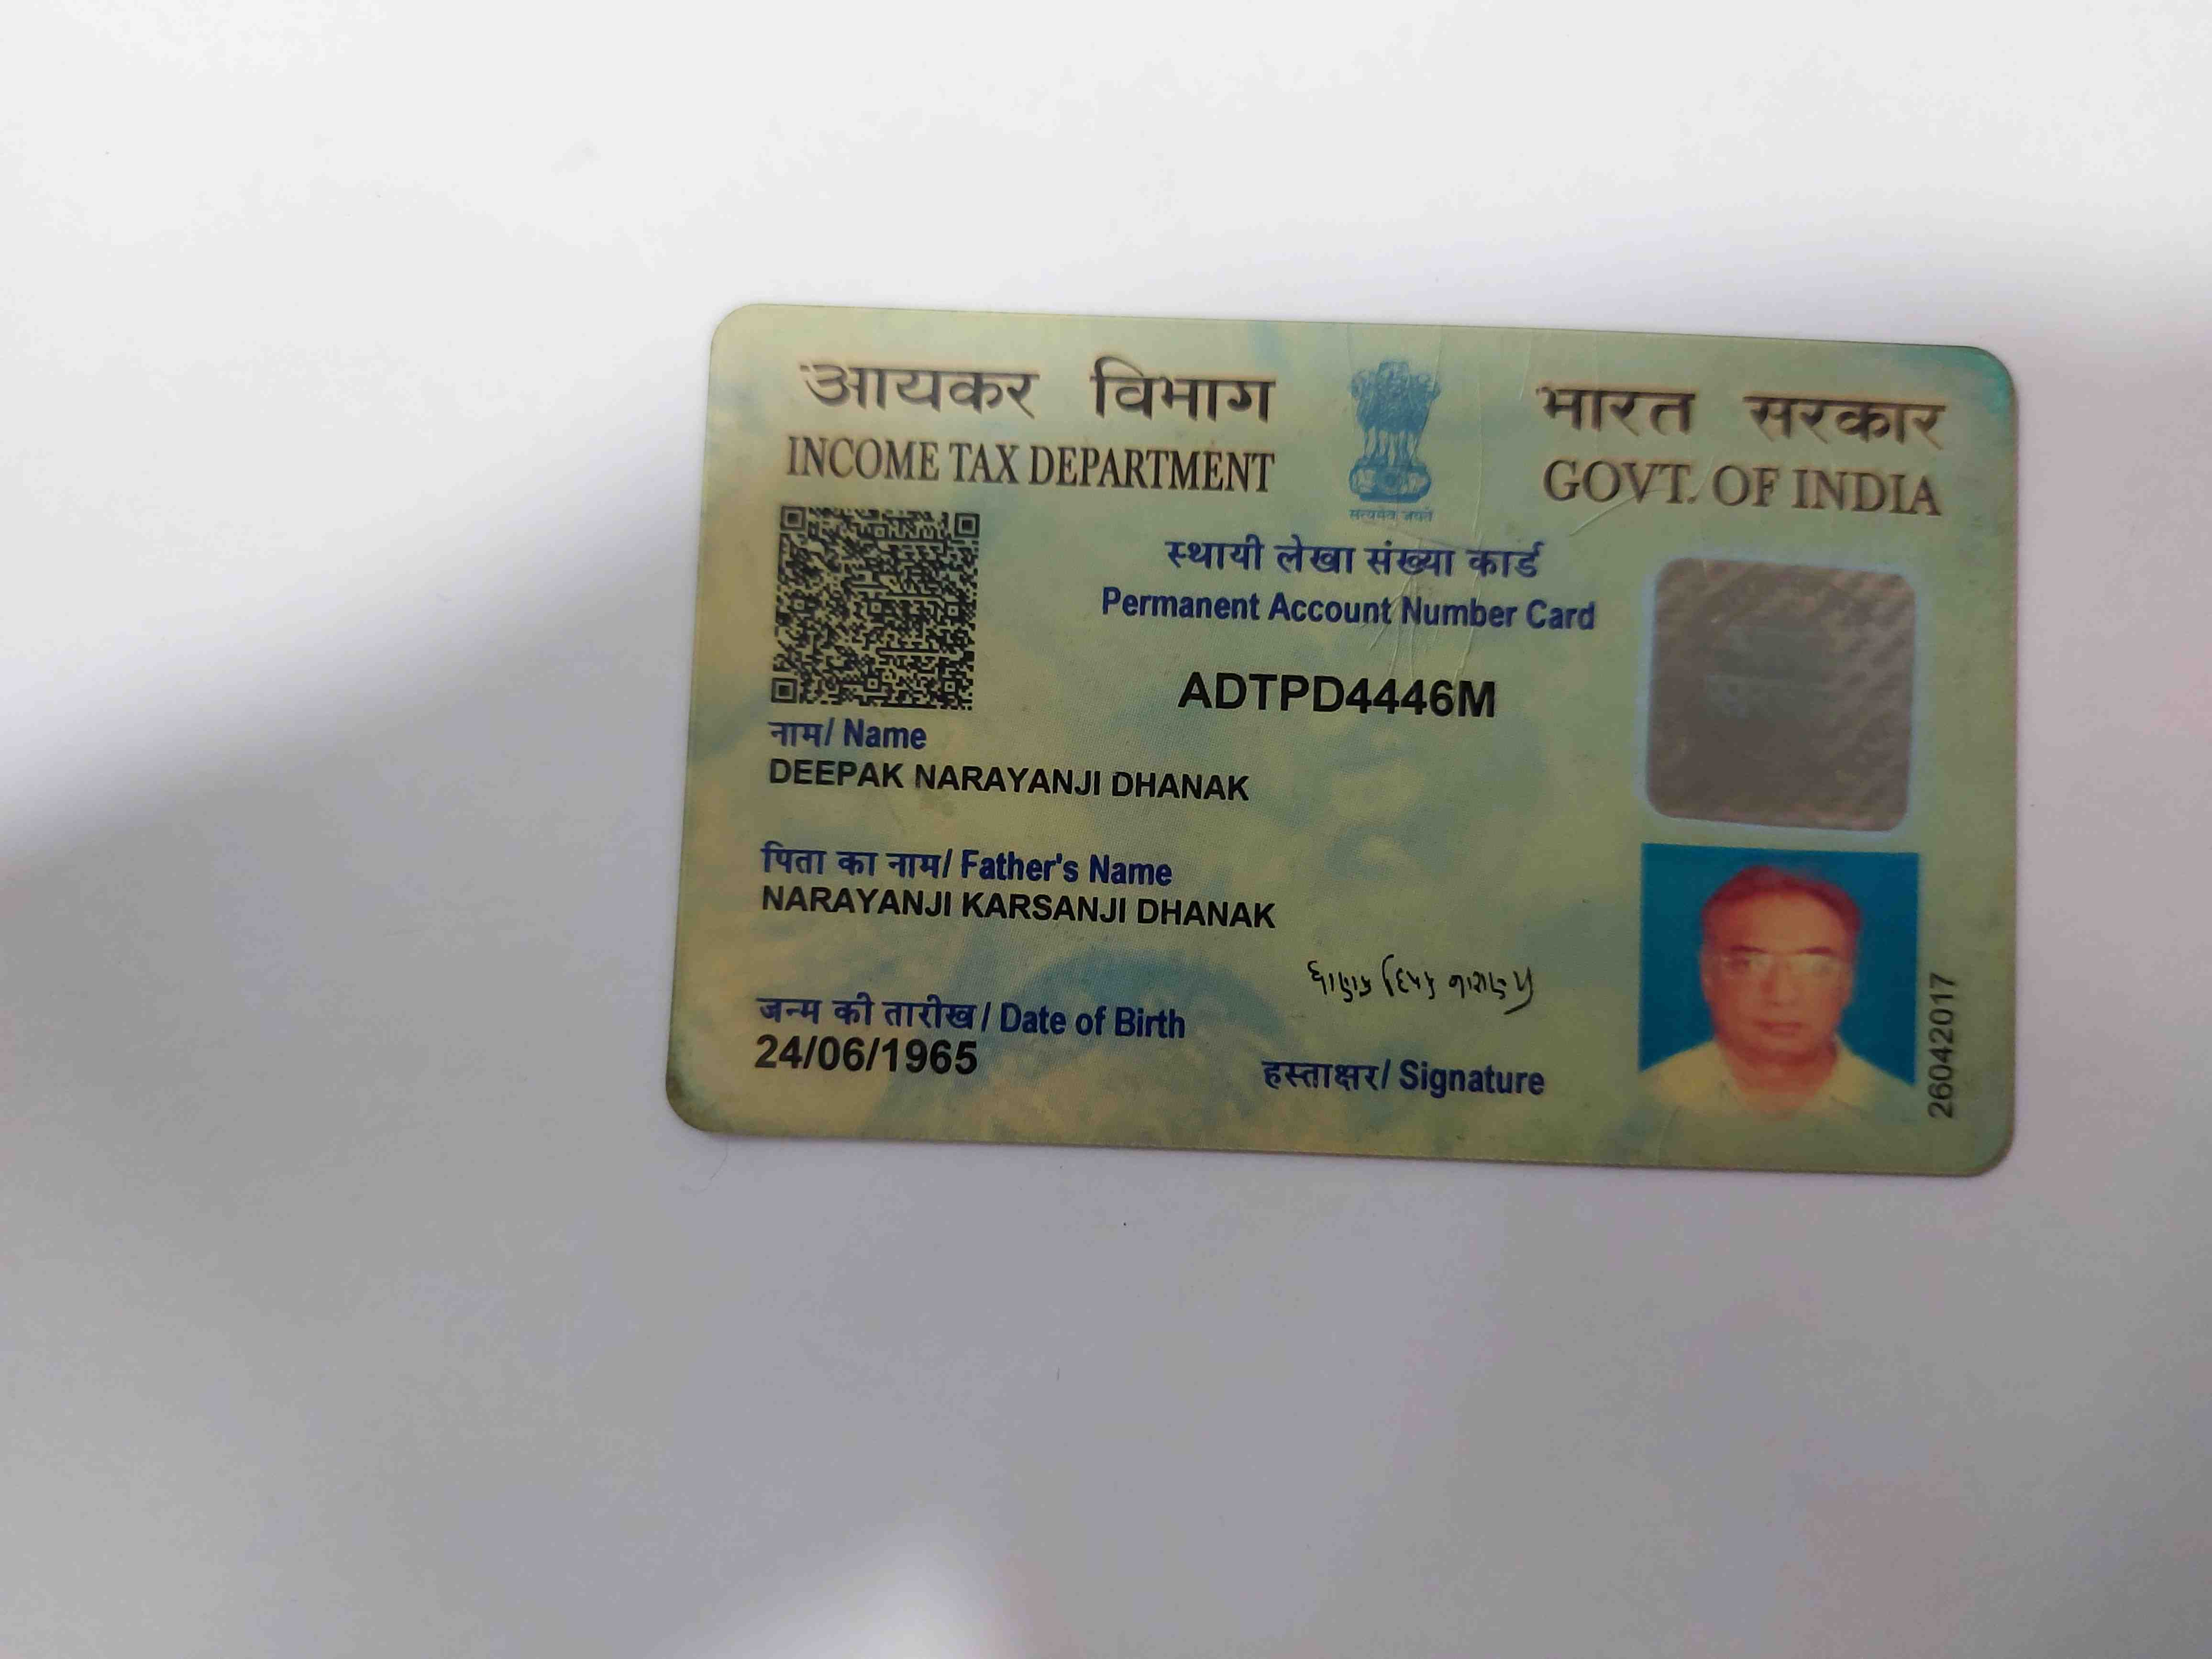 आयकर विभाग
INCOME TAX DEPARTMENT
भारत सरकार
GOVT. OF INDIA
सत्यमेव जयते
स्थायी लेखा संख्या कार्ड
Permanent Account Number Card
ADTPD4446M
नाम/ Name
DEEPAK NARAYANJI DHANAK
पिता का नाम/ Father's Name
NARAYANJI KARSANJI DHANAK
जन्म की तारीख / Date of Birth
24/06/1965
हस्ताक्षर/ Signature
26042017